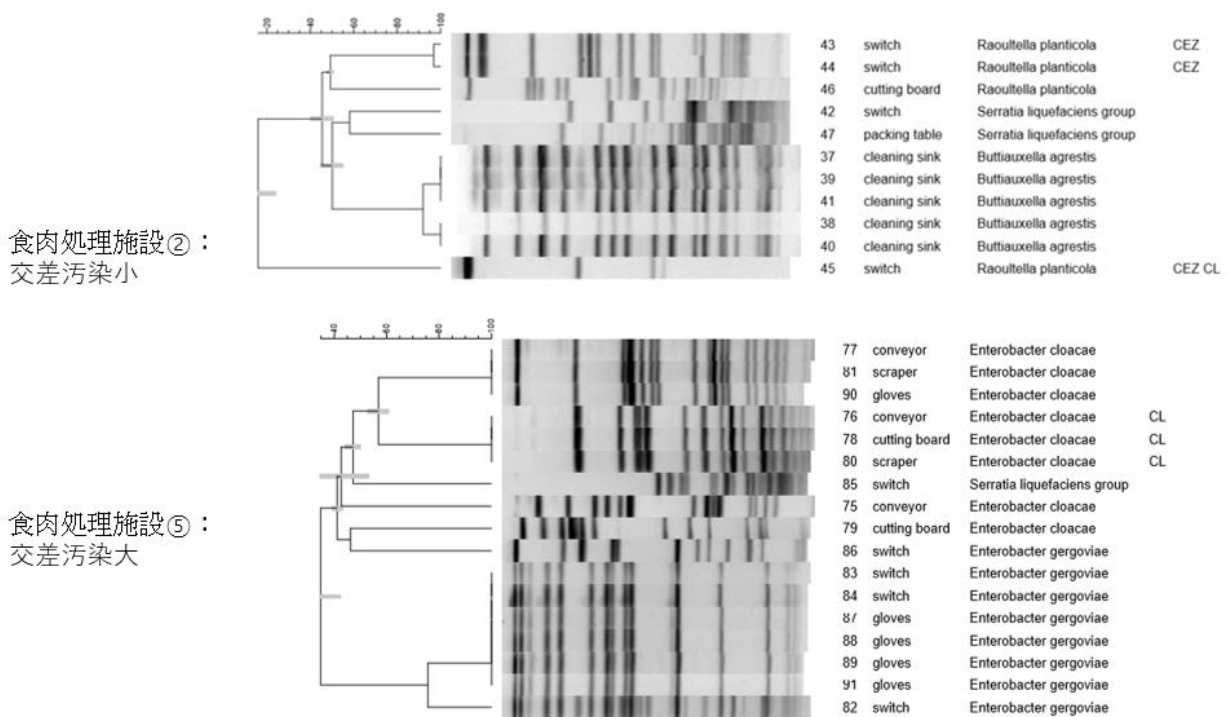 -20
-40
-60
-80
-100
43 switch Raoultella planticola CEZ
44 switch Raoultella planticola CEZ
46 cutting board Raoultella planticola
42 switch Serratia liquefaciens group
47 packing table Serratia liquefaciens group
37 cleaning sink Buttiauxella agrestis
39 cleaning sink Buttiauxella agrestis
41 cleaning sink Buttiauxella agrestis
38 cleaning sink Buttiauxella agrestis
40 cleaning sink Buttiauxella agrestis
45 switch Raoultella planticola CEZ CL
食肉処理施設②：
交差汚染小
-40
-60
-80
-100
77 conveyor Enterobacter cloacae
81 scraper Enterobacter cloacae
90 gloves Enterobacter cloacae
76 conveyor Enterobacter cloacae CL
78 cutting board Enterobacter cloacae CL
80 scraper Enterobacter cloacae CL
85 switch Serratia liquefaciens group
75 conveyor Enterobacter cloacae
79 cutting board Enterobacter cloacae
86 switch Enterobacter gergoviae
83 switch Enterobacter gergoviae
84 switch Enterobacter gergoviae
87 gloves Enterobacter gergoviae
88 gloves Enterobacter gergoviae
89 gloves Enterobacter gergoviae
91 gloves Enterobacter gergoviae
82 switch Enterobacter gergoviae
食肉処理施設⑤：
交差汚染大